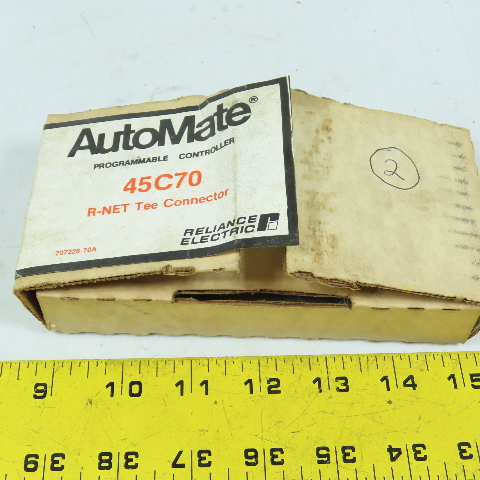 AutoMate®
PROGRAMMABLE CONTROLLER
45C70
R-NET Tee Connector
RELIANCE
ELECTRIC
707226-70A
2
9 10 11 12 13 14 15
39 38 37 36 35 34 33